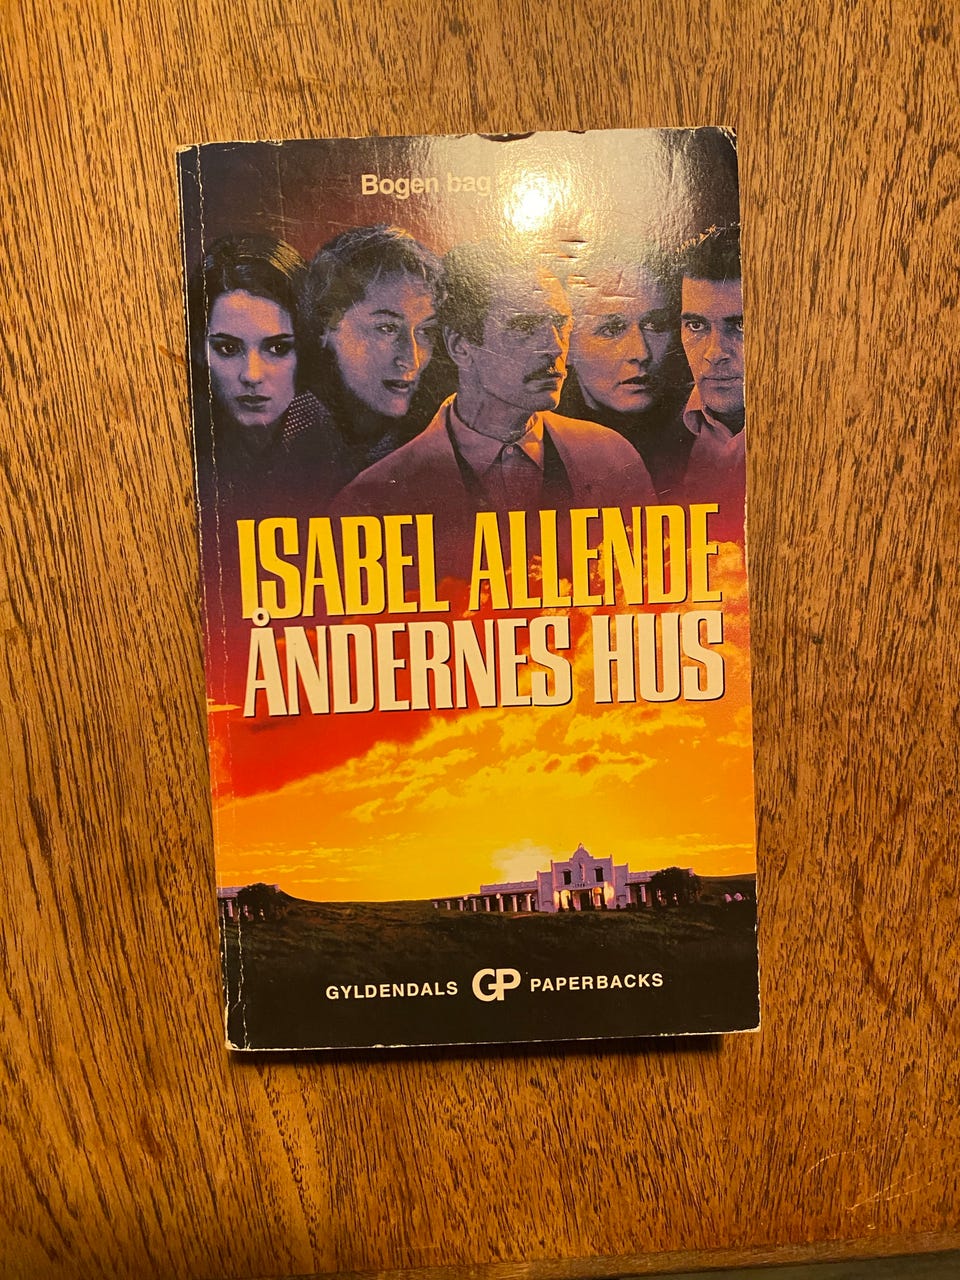 Bogen bag
ISABEL ALLENDE
ÅNDERNES HUS
GYLDENDALS GP PAPERBACKS